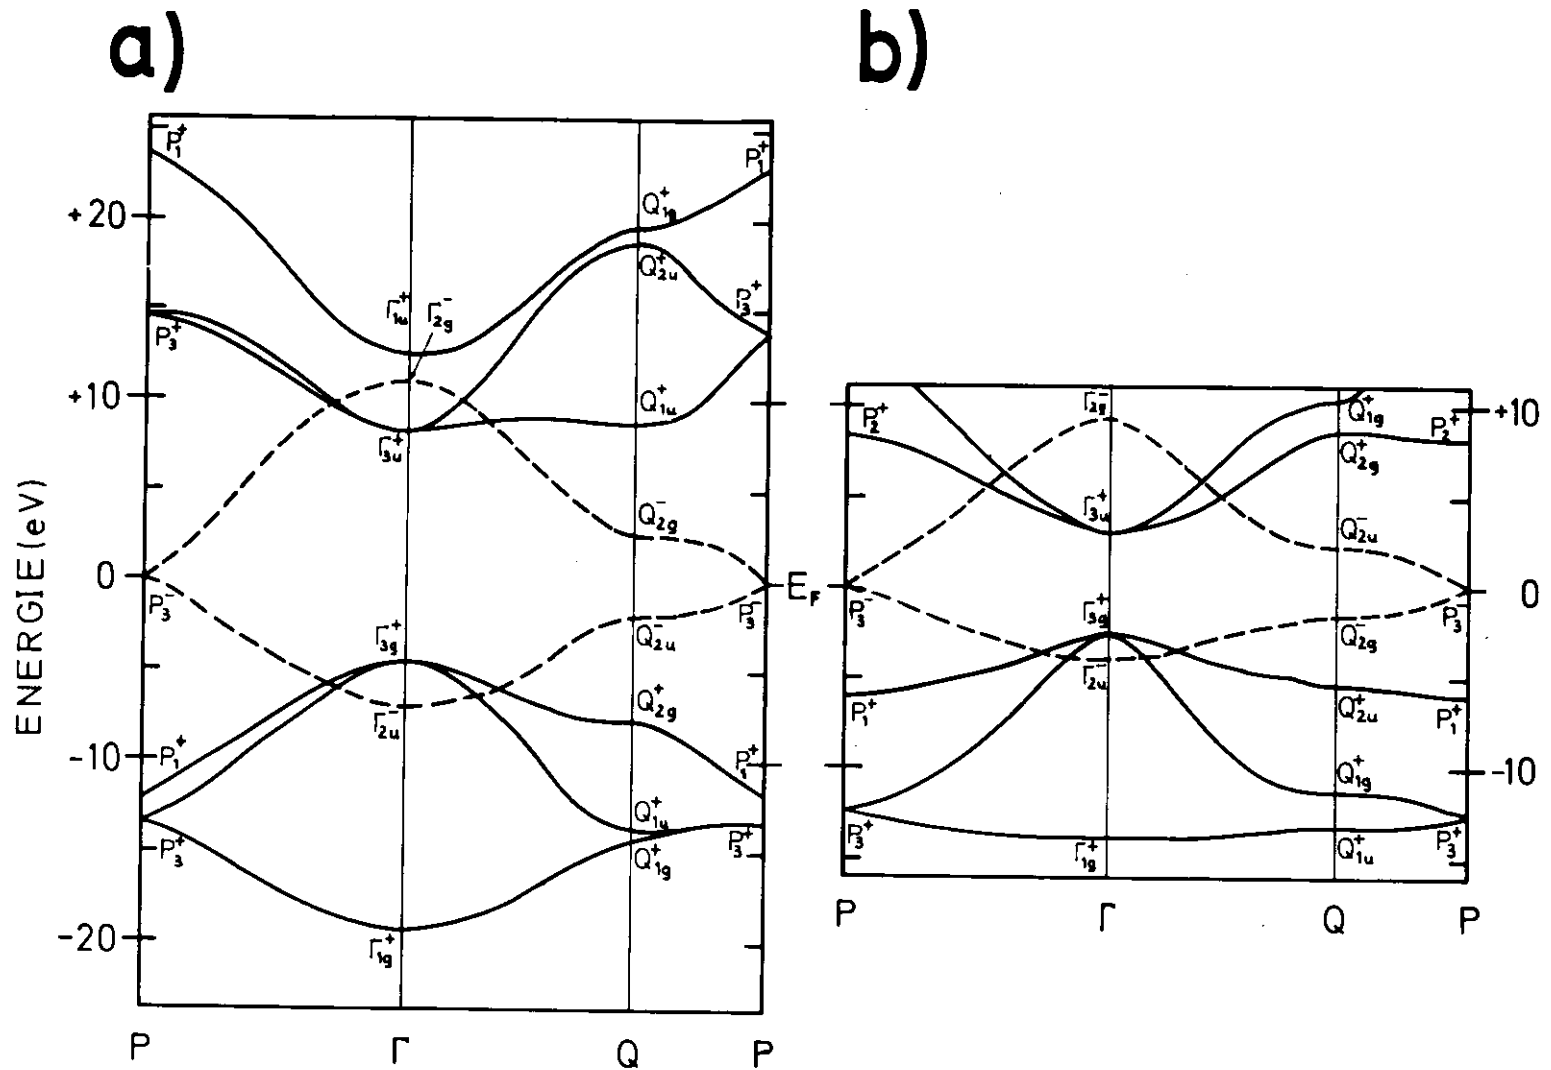 a)
b)
ENERGIE(eV)
+20
+10
0
-10
-20
P₁⁺
P₃⁺
P₃⁻
P₁⁺
P₃⁺
Γ₁ᵤ⁺
Γ₂g⁻
Γ₃ᵤ⁺
Γ₃g⁺
Γ₂ᵤ⁻
Γ₁g⁺
Q₁g⁺
Q₂ᵤ⁺
Q₁ᵤ⁺
Q₂g⁻
Q₂ᵤ⁻
Q₂g⁺
Q₁ᵤ⁺
Q₁g⁺
P₁⁺
P₃⁺
P₃⁻
P₁⁺
P₃⁺
P Γ Q P
E_F
P₂⁺
P₃⁻
P₁⁺
P₃⁺
Γ₂g⁻
Γ₃ᵤ⁺
Γ₃g⁺
Γ₂ᵤ⁻
Γ₁g⁺
Q₁g⁺
Q₂g⁺
Q₂ᵤ⁻
Q₂g⁻
Q₂ᵤ⁺
Q₁g⁺
Q₁ᵤ⁺
P₂⁺
P₃⁻
P₁⁺
P₃⁺
+10
0
-10
P Γ Q P